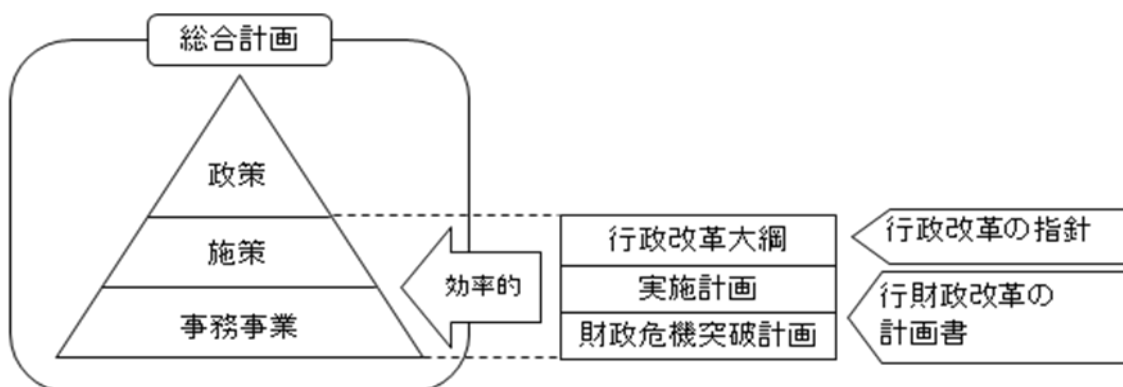 総合計画
政策
施策
事務事業
効率的
行政改革大綱
実施計画
財政危機突破計画
行政改革の指針
行財政改革の
計画書